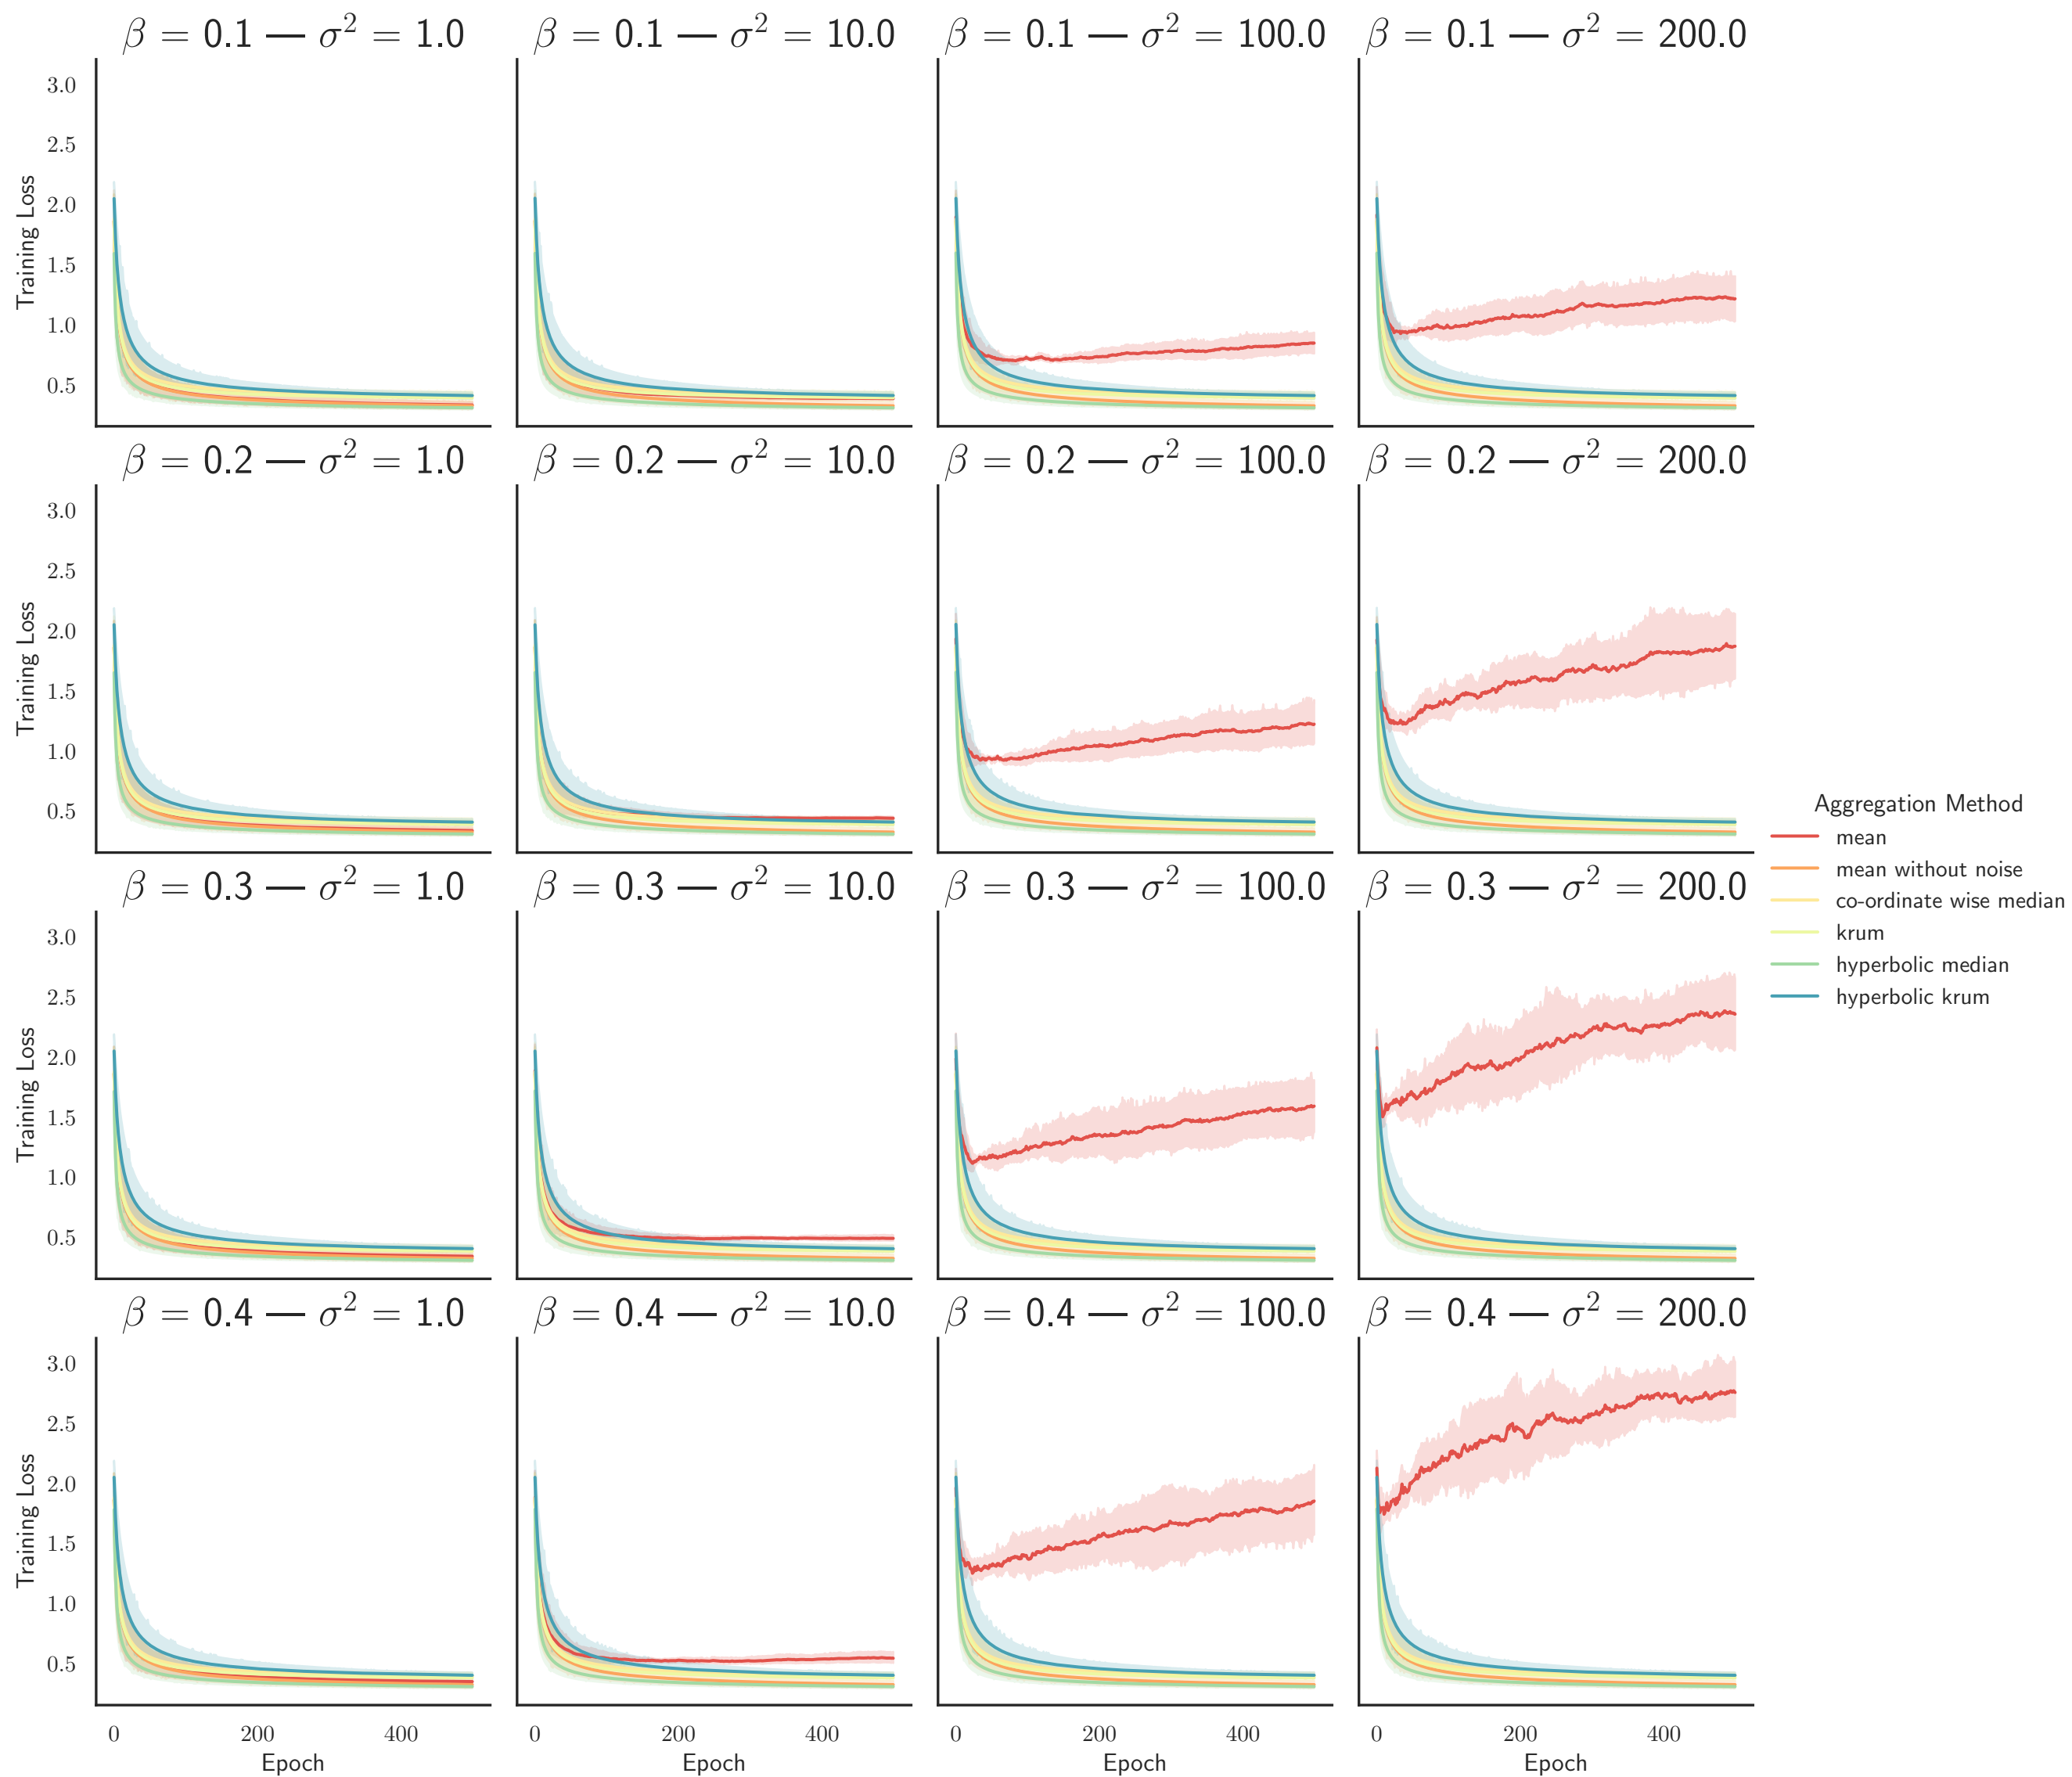 β = 0.1 — σ² = 1.0
β = 0.1 — σ² = 10.0
β = 0.1 — σ² = 100.0
β = 0.1 — σ² = 200.0
3.0
2.5
2.0
1.5
1.0
0.5
Training Loss
β = 0.2 — σ² = 1.0
β = 0.2 — σ² = 10.0
β = 0.2 — σ² = 100.0
β = 0.2 — σ² = 200.0
3.0
2.5
2.0
1.5
1.0
0.5
Training Loss
β = 0.3 — σ² = 1.0
β = 0.3 — σ² = 10.0
β = 0.3 — σ² = 100.0
β = 0.3 — σ² = 200.0
3.0
2.5
2.0
1.5
1.0
0.5
Training Loss
β = 0.4 — σ² = 1.0
β = 0.4 — σ² = 10.0
β = 0.4 — σ² = 100.0
β = 0.4 — σ² = 200.0
3.0
2.5
2.0
1.5
1.0
0.5
Training Loss
0 200 400
Epoch
0 200 400
Epoch
0 200 400
Epoch
0 200 400
Epoch
Aggregation Method
mean
mean without noise
co-ordinate wise median
krum
hyperbolic median
hyperbolic krum